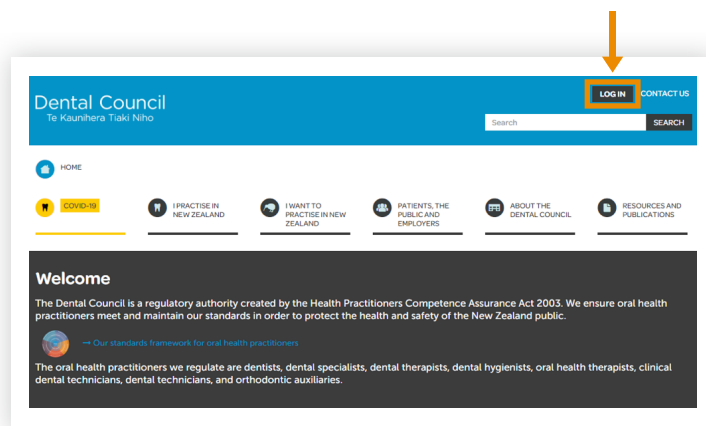 Dental Council
Te Kaunihera Tiaki Niho
LOG IN
CONTACT US
Search
SEARCH
HOME
COVID-19
I PRACTISE IN
NEW ZEALAND
I WANT TO
PRACTISE IN NEW
ZEALAND
PATIENTS, THE
PUBLIC AND
EMPLOYERS
ABOUT THE
DENTAL COUNCIL
RESOURCES AND
PUBLICATIONS
Welcome
The Dental Council is a regulatory authority created by the Health Practitioners Competence Assurance Act 2003. We ensure oral health
practitioners meet and maintain our standards in order to protect the health and safety of the New Zealand public.
→ Our standards framework for oral health practitioners
The oral health practitioners we regulate are dentists, dental specialists, dental therapists, dental hygienists, oral health therapists, clinical
dental technicians, dental technicians, and orthodontic auxiliaries.